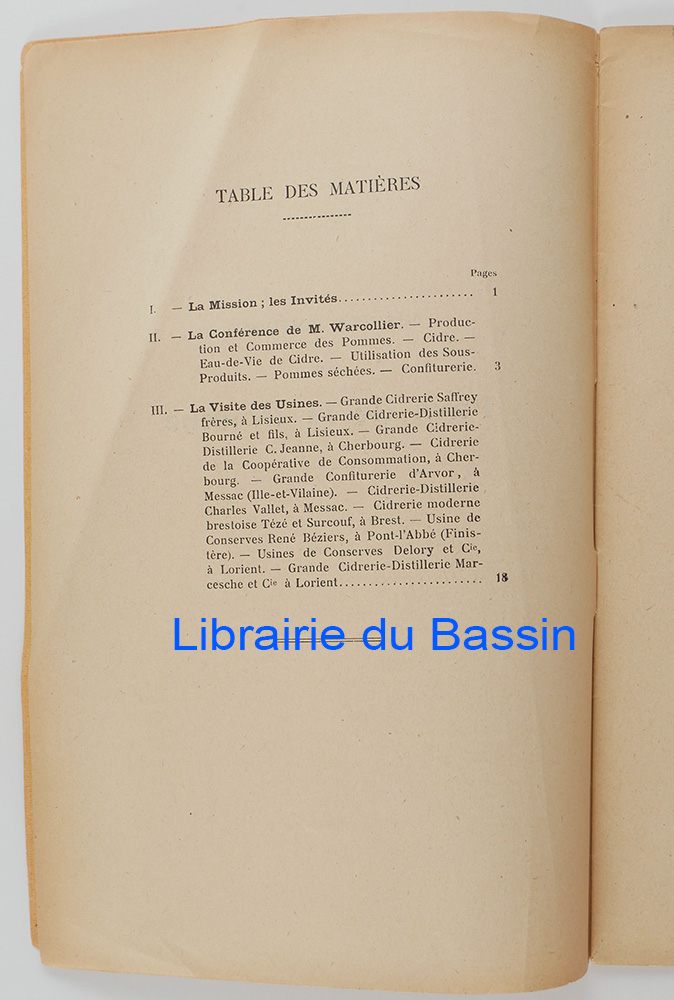 TABLE DES MATIÈRES
Pages
I. — La Mission ; les Invités....................... 1
II. — La Conférence de M. Warcollier. — Produc-
tion et Commerce des Pommes. — Cidre. —
Eau-de-Vie de Cidre. — Utilisation des Sous-
Produits. — Pommes séchées. — Confiturerie. 3
III. — La Visite des Usines. — Grande Cidrerie Saffrey
frères, à Lisieux. — Grande Cidrerie-Distillerie
Bourné et fils, à Lisieux. — Grande Cidrerie-
Distillerie C. Jeanne, à Cherbourg. — Cidrerie
de la Coopérative de Consommation, à Cher-
bourg. — Grande Confiturerie d'Arvor, à
Messac (Ille-et-Vilaine). — Cidrerie-Distillerie
Charles Vallet, à Messac. — Cidrerie moderne
brestoise Tézé et Surcouf, à Brest. — Usine de
Conserves René Béziers, à Pont-l'Abbé (Finis-
tère). — Usines de Conserves Delory et Cie,
à Lorient. — Grande Cidrerie-Distillerie Mar-
cesche et Cie à Lorient........................ 18
Librairie du Bassin